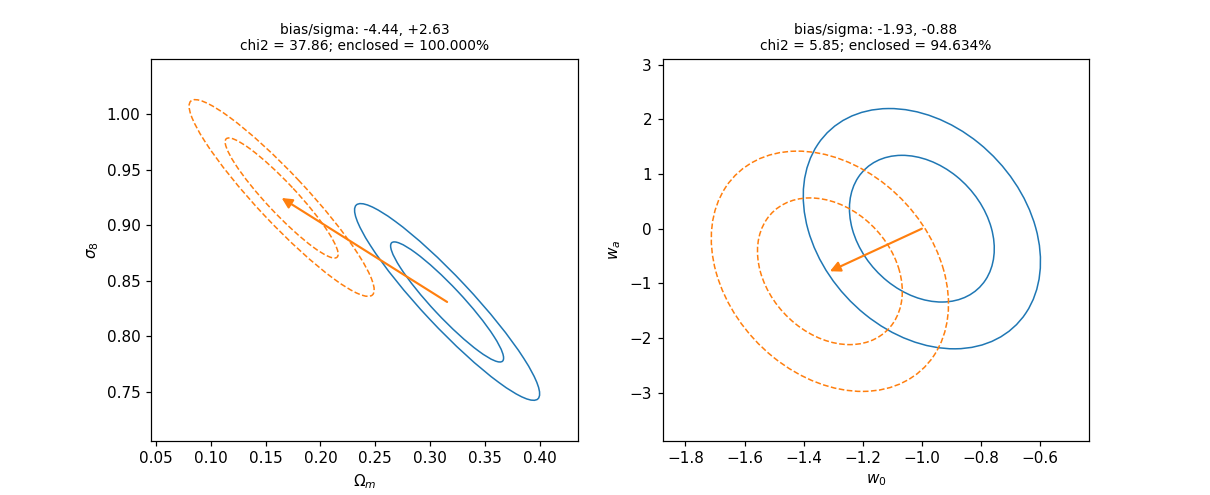 bias/sigma: -4.44, +2.63
chi2 = 37.86; enclosed = 100.000%
1.00
0.95
0.90
0.85
0.80
0.75
σ8
0.05 0.10 0.15 0.20 0.25 0.30 0.35 0.40
Ωm
bias/sigma: -1.93, -0.88
chi2 = 5.85; enclosed = 94.634%
3
2
1
0
−1
−2
−3
wa
−1.8 −1.6 −1.4 −1.2 −1.0 −0.8 −0.6
w0